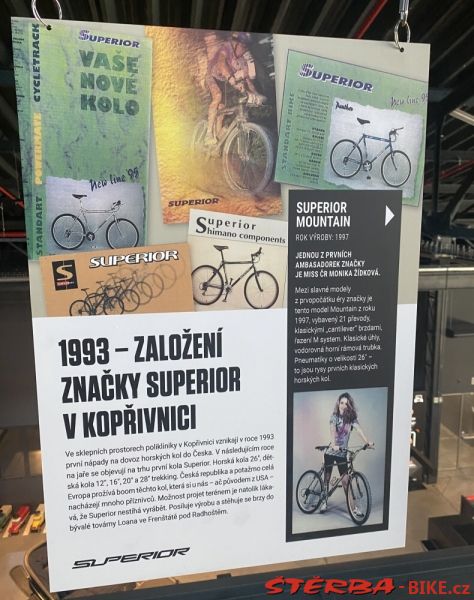 SUPERIOR
VAŠE
NOVÉ
KOLO
STANDART POWERMATE CYCLETRACK
New line '95
SUPERIOR
SUPERIOR
STANDART BIKE
Panther
New line '95
SUPERIOR
Superior
Shimano components
SUPERIOR
MOUNTAIN
ROK VÝROBY: 1997
JEDNOU Z PRVNÍCH
AMBASADOREK ZNAČKY
JE MISS ČR MONIKA ŽÍDKOVÁ.
Mezi slavné modely
z prvopočátku éry značky je
tento model Mountain z roku
1997, vybavený 21 převody,
klasickými „cantilever" brzdami,
řazení M system. Klasické úhly,
vodorovná horní rámová trubka.
Pneumatiky o velikosti 26" –
to jsou rysy prvních klasických
horských kol.
1993 – ZALOŽENÍ
ZNAČKY SUPERIOR
V KOPŘIVNICI
Ve sklepních prostorech polikliniky v Kopřivnici vznikají v roce 1993
první nápady na dovoz horských kol do Česka. V následujícím roce
na jaře se objevují na trhu první kola Superior. Horská kola 26", dět-
ská kola 12", 16", 20" a 28" trekking. Česká republika a potažmo celá
Evropa prožívá boom těchto kol, která si u nás – ač původem z USA –
nacházejí mnoho příznivců. Možnost projet terénem je natolik láka-
vá, že Superior nestíhá vyrábět. Posiluje výrobu a stěhuje se brzy do
bývalé továrny Loana ve Frenštátě pod Radhoštěm.
SUPERIOR
ŠTĚRBA-BIKE.cz